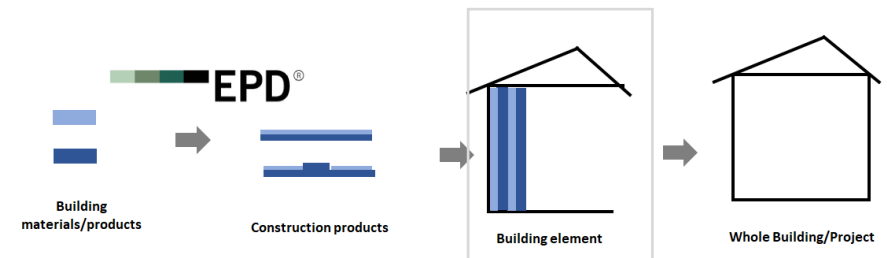 EPD®
Building
materials/products
Construction products
Building element
Whole Building/Project